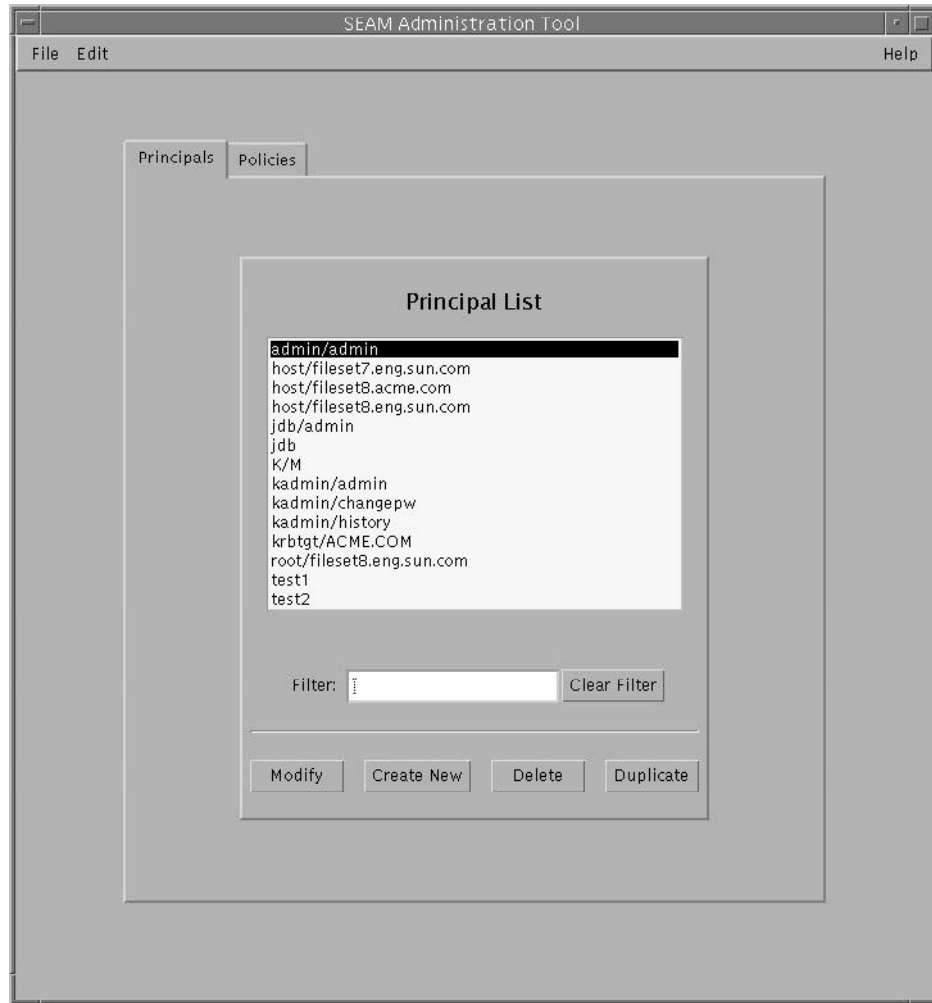 SEAM Administration Tool
File Edit Help
Principals Policies
Principal List
admin/admin
host/fileset7.eng.sun.com
host/fileset8.acme.com
host/fileset8.eng.sun.com
jdb/admin
jdb
K/M
kadmin/admin
kadmin/changepw
kadmin/history
krbtgt/ACME.COM
root/fileset8.eng.sun.com
test1
test2
Filter: Clear Filter
Modify Create New Delete Duplicate